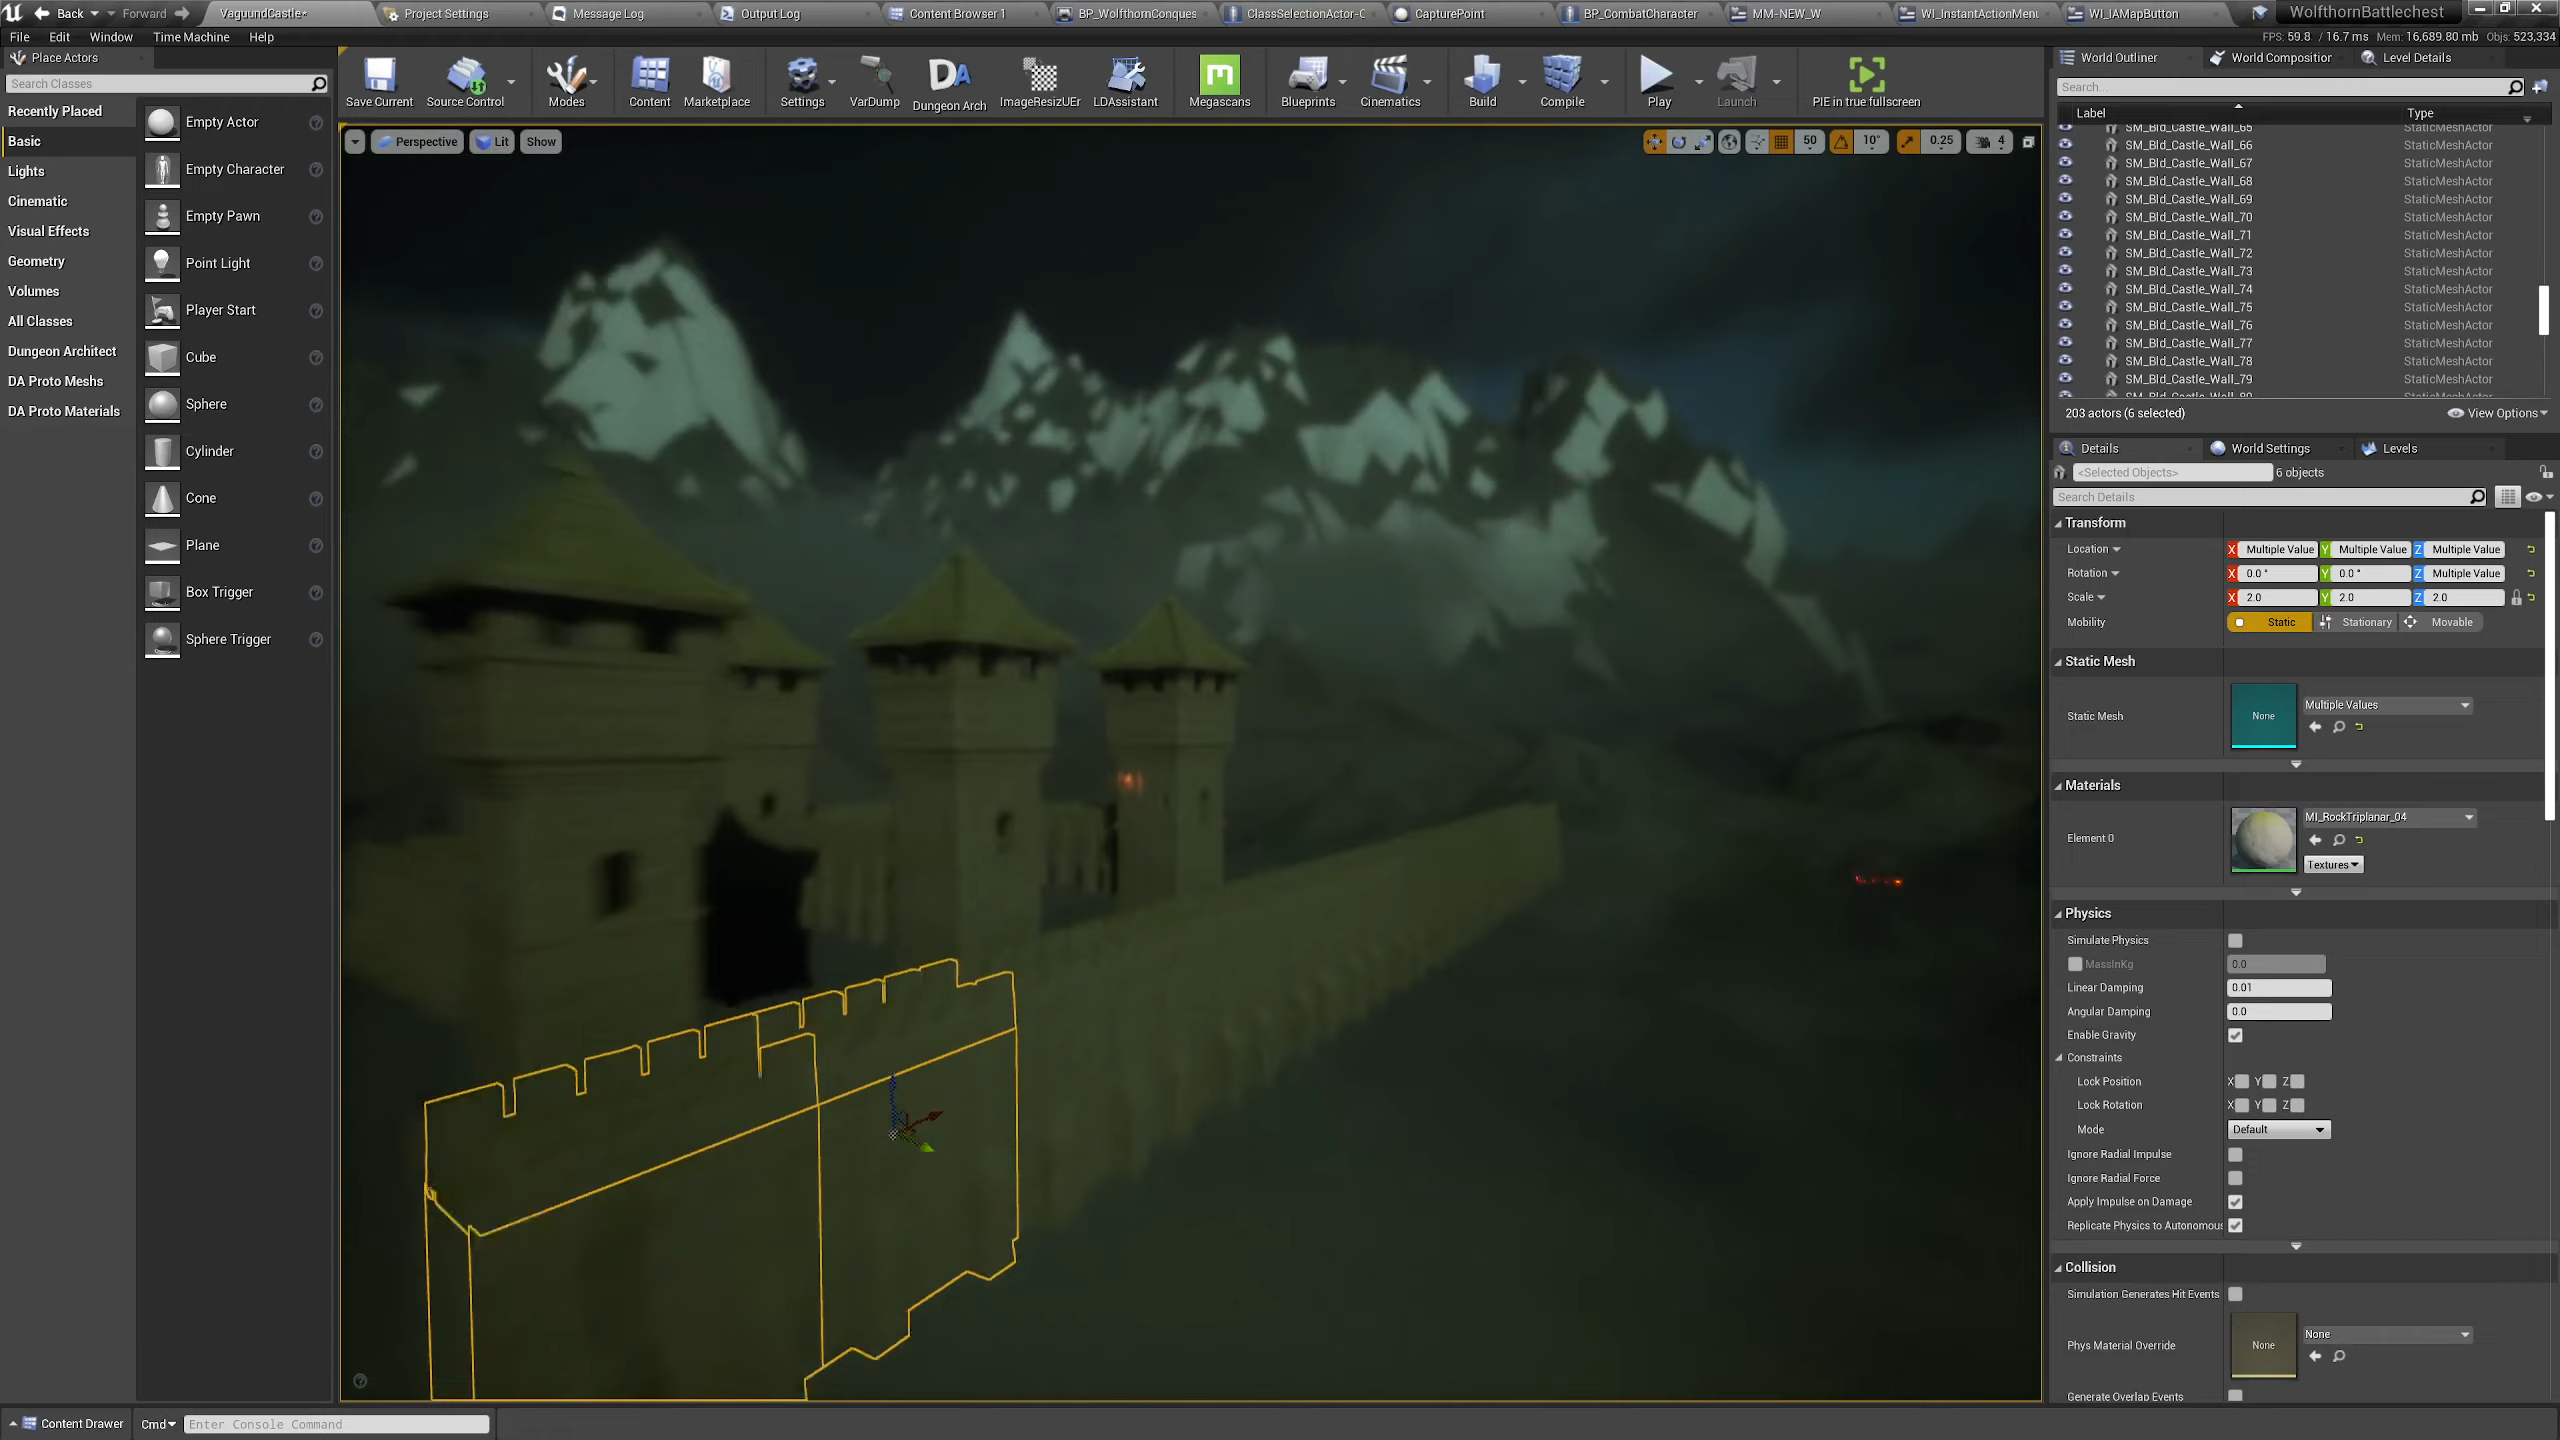 Back
Forward
VaguundCastle*
Project Settings
Message Log
Output Log
Content Browser 1
BP_WolfthornConques
ClassSelectionActor-C
CapturePoint
BP_CombatCharacter
MM-NEW_W
WI_InstantActionMenu
WI_IAMapButton
WolfthornBattlechest
File
Edit
Window
Time Machine
Help
FPS: 59.8 / 16.7 ms Mem: 16,689.80 mb Objs: 523,334
Place Actors
Search Classes
Recently Placed
Basic
Lights
Cinematic
Visual Effects
Geometry
Volumes
All Classes
Dungeon Architect
DA Proto Meshs
DA Proto Materials
Empty Actor
Empty Character
Empty Pawn
Point Light
Player Start
Cube
Sphere
Cylinder
Cone
Plane
Box Trigger
Sphere Trigger
Save Current
Source Control
Modes
Content
Marketplace
Settings
VarDump
DA
Dungeon Arch
ImageResizUEr
LDAssistant
Megascans
Blueprints
Cinematics
Build
Compile
Play
Launch
PIE in true fullscreen
Perspective
Lit
Show
50
10°
0.25
4
World Outliner
World Composition
Level Details
Search...
Label
Type
SM_Bld_Castle_Wall_65 StaticMeshActor
SM_Bld_Castle_Wall_66 StaticMeshActor
SM_Bld_Castle_Wall_67 StaticMeshActor
SM_Bld_Castle_Wall_68 StaticMeshActor
SM_Bld_Castle_Wall_69 StaticMeshActor
SM_Bld_Castle_Wall_70 StaticMeshActor
SM_Bld_Castle_Wall_71 StaticMeshActor
SM_Bld_Castle_Wall_72 StaticMeshActor
SM_Bld_Castle_Wall_73 StaticMeshActor
SM_Bld_Castle_Wall_74 StaticMeshActor
SM_Bld_Castle_Wall_75 StaticMeshActor
SM_Bld_Castle_Wall_76 StaticMeshActor
SM_Bld_Castle_Wall_77 StaticMeshActor
SM_Bld_Castle_Wall_78 StaticMeshActor
SM_Bld_Castle_Wall_79 StaticMeshActor
203 actors (6 selected)
View Options
Details
World Settings
Levels
<Selected Objects>
6 objects
Search Details
Transform
Location X Multiple Value Y Multiple Value Z Multiple Value
Rotation X 0.0 ° Y 0.0 ° Z Multiple Value
Scale X 2.0 Y 2.0 Z 2.0
Mobility Static Stationary Movable
Static Mesh
Static Mesh
None
Multiple Values
Materials
Element 0
MI_RockTriplanar_04
Textures
Physics
Simulate Physics
MassInKg 0.0
Linear Damping 0.01
Angular Damping 0.0
Enable Gravity
Constraints
Lock Position X Y Z
Lock Rotation X Y Z
Mode Default
Ignore Radial Impulse
Ignore Radial Force
Apply Impulse on Damage
Replicate Physics to Autonomous
Collision
Simulation Generates Hit Events
Phys Material Override
None
None
Generate Overlap Events
Content Drawer
Cmd
Enter Console Command